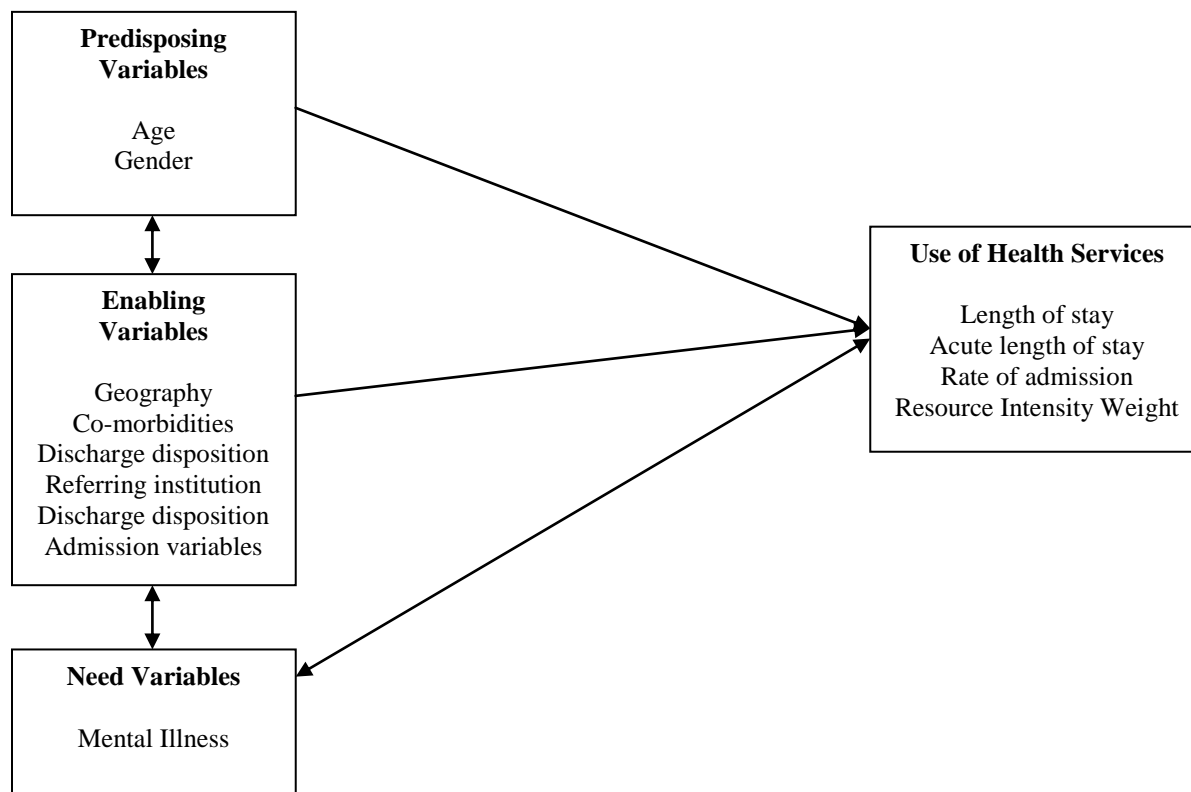 Predisposing
Variables
Age
Gender
Enabling
Variables
Geography
Co-morbidities
Discharge disposition
Referring institution
Discharge disposition
Admission variables
Need Variables
Mental Illness
Use of Health Services
Length of stay
Acute length of stay
Rate of admission
Resource Intensity Weight